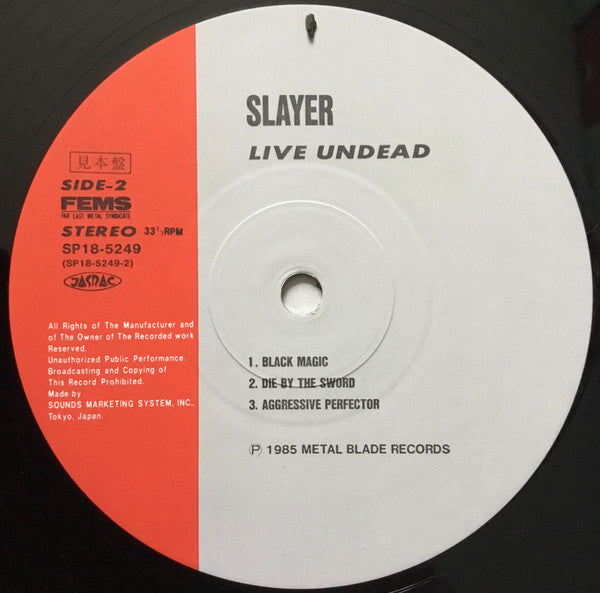 SLAYER
LIVE UNDEAD
見本盤
SIDE-2
FEMS
FAR EAST METAL SYNDICATE
STEREO 33⅓RPM
SP18-5249
(SP18-5249-2)
JASRAC
All Rights of The Manufacturer and
of The Owner of The Recorded work
Reserved.
Unauthorized Public Performance.
Broadcasting and Copying of
This Record Prohibited.
Made by
SOUNDS MARKETING SYSTEM, INC.,
Tokyo, Japan.
1. BLACK MAGIC
2. DIE BY THE SWORD
3. AGGRESSIVE PERFECTOR
Ⓟ 1985 METAL BLADE RECORDS